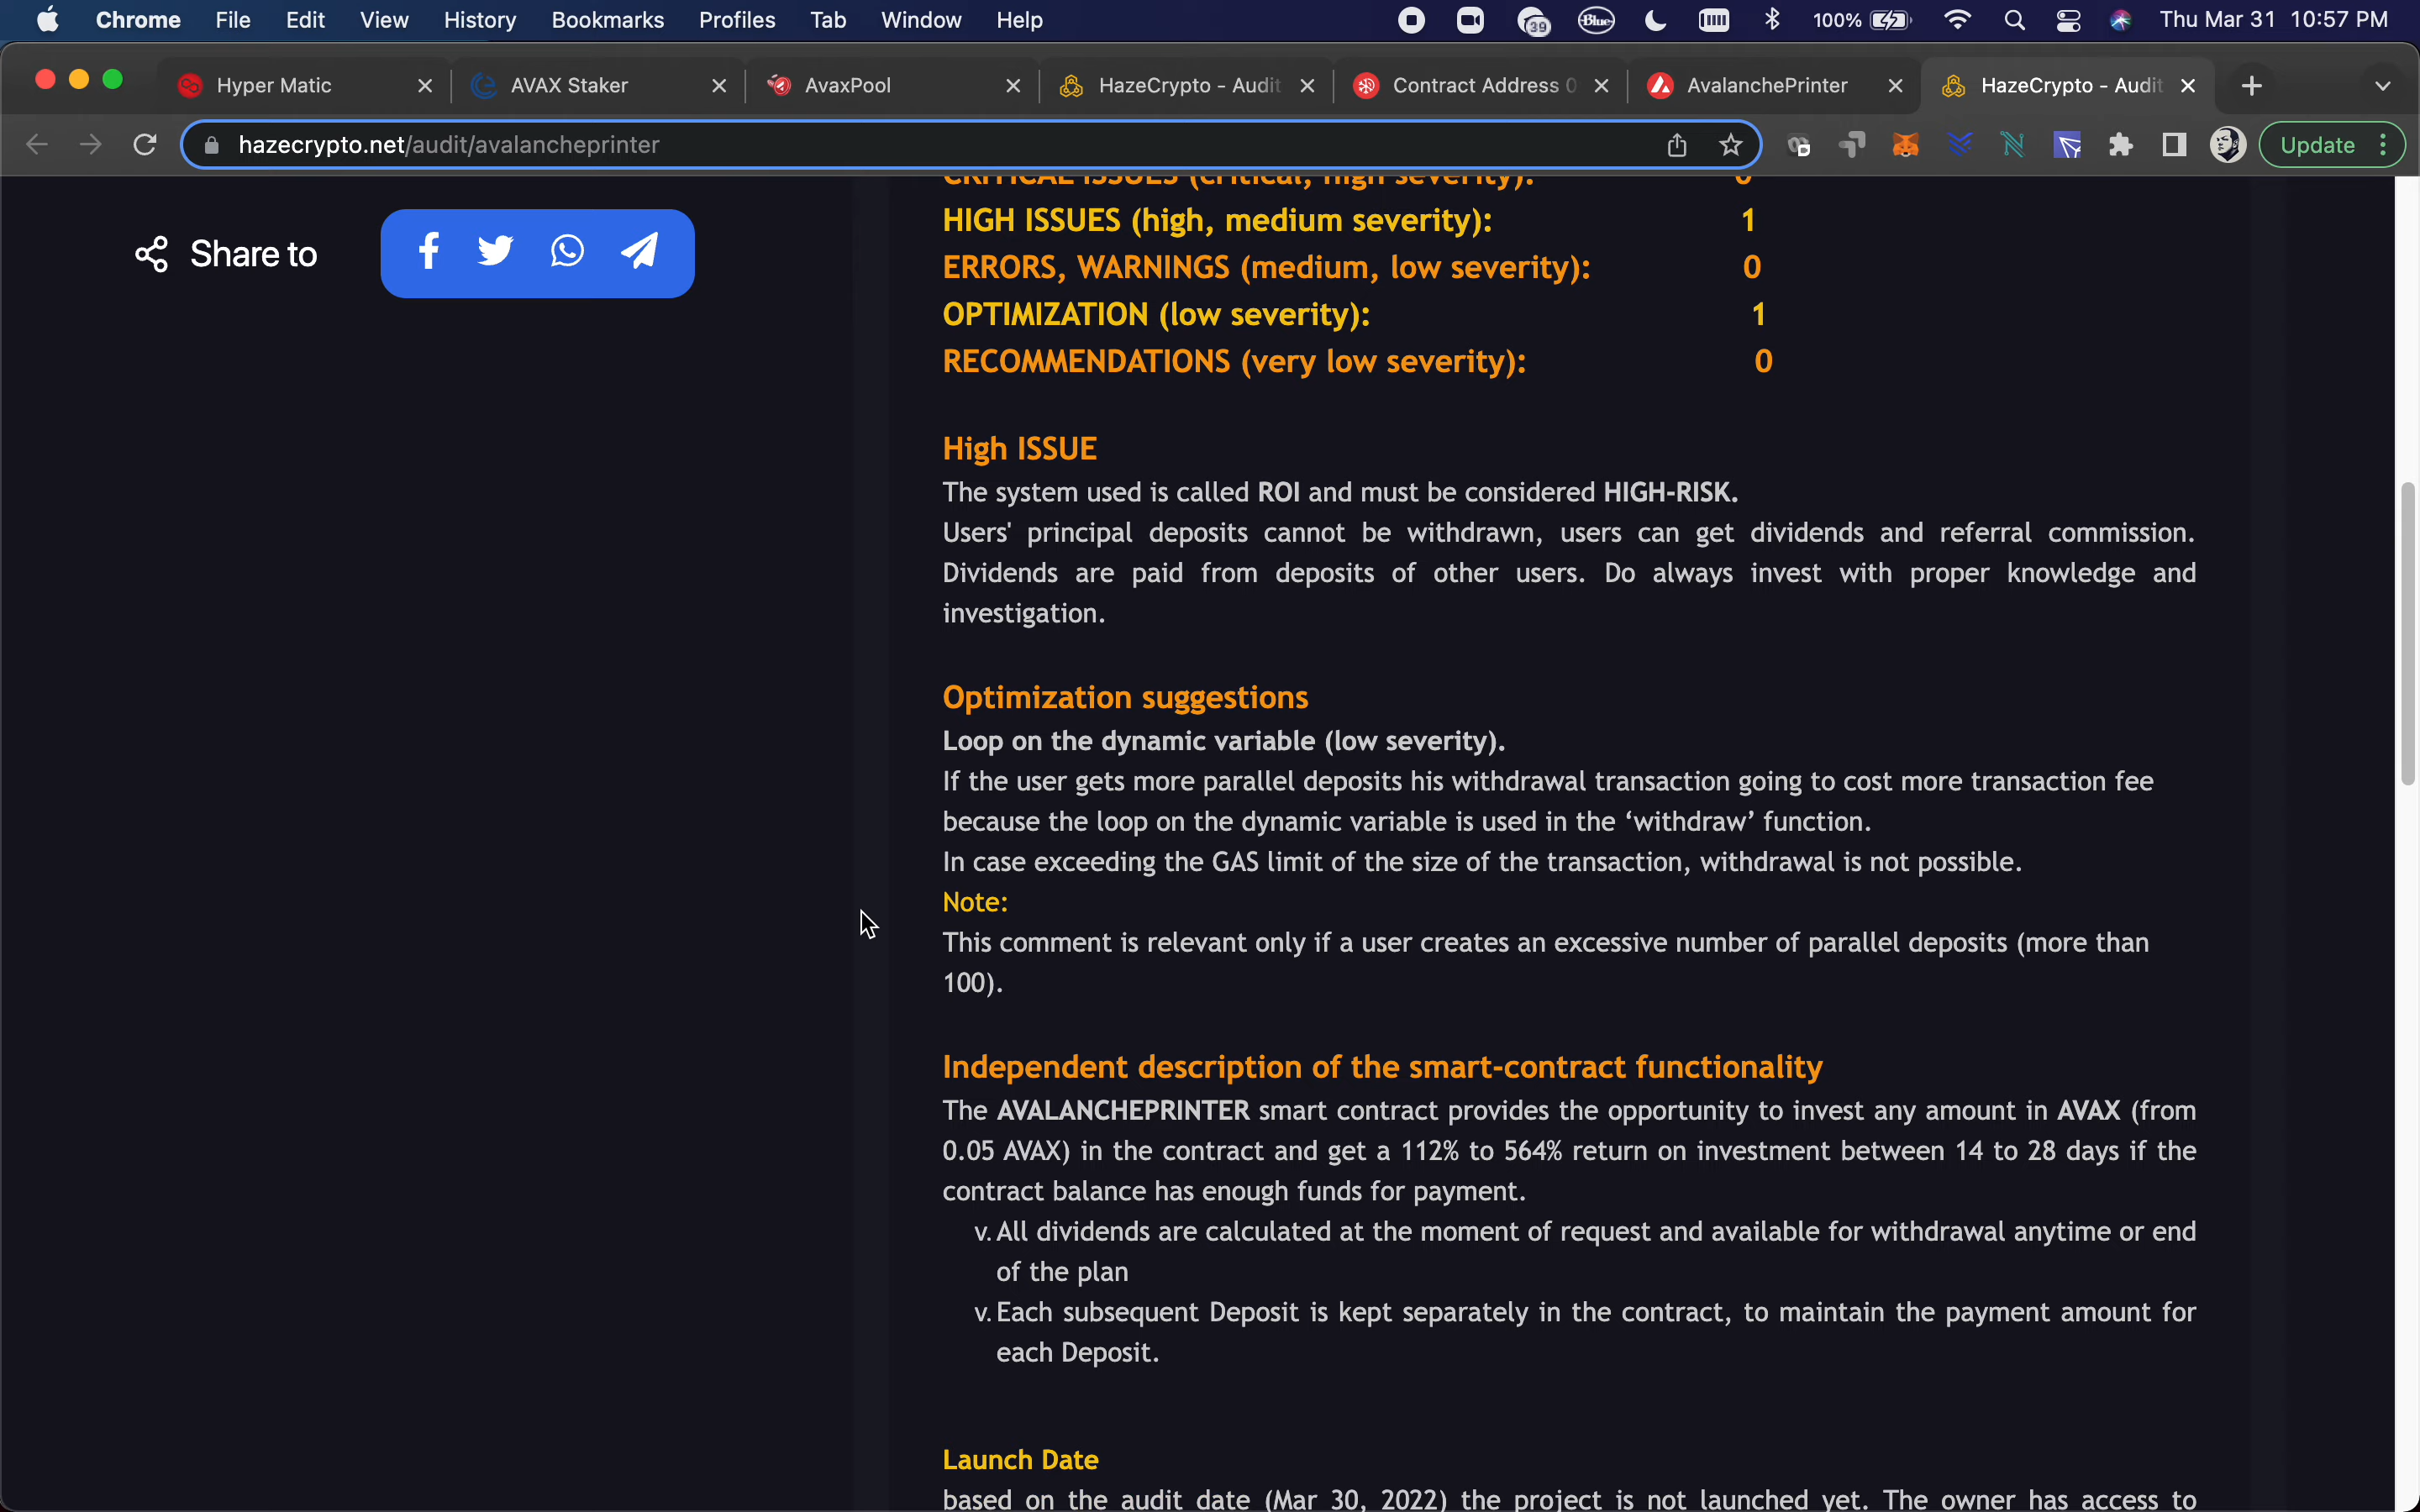 Chrome File Edit View History Bookmarks Profiles Tab Window Help 39 Blue 100% Thu Mar 31 10:57 PM
Hyper Matic AVAX Staker AvaxPool HazeCrypto - Audit Contract Address 0 AvalanchePrinter HazeCrypto - Audit
hazecrypto.net/audit/avalancheprinter Update
CRITICAL ISSUES (critical, high severity): 0
Share to
HIGH ISSUES (high, medium severity): 1
ERRORS, WARNINGS (medium, low severity): 0
OPTIMIZATION (low severity): 1
RECOMMENDATIONS (very low severity): 0
High ISSUE
The system used is called ROI and must be considered HIGH-RISK.
Users' principal deposits cannot be withdrawn, users can get dividends and referral commission.
Dividends are paid from deposits of other users. Do always invest with proper knowledge and
investigation.
Optimization suggestions
Loop on the dynamic variable (low severity).
If the user gets more parallel deposits his withdrawal transaction going to cost more transaction fee
because the loop on the dynamic variable is used in the ‘withdraw’ function.
In case exceeding the GAS limit of the size of the transaction, withdrawal is not possible.
Note:
This comment is relevant only if a user creates an excessive number of parallel deposits (more than
100).
Independent description of the smart-contract functionality
The AVALANCHEPRINTER smart contract provides the opportunity to invest any amount in AVAX (from
0.05 AVAX) in the contract and get a 112% to 564% return on investment between 14 to 28 days if the
contract balance has enough funds for payment.
v. All dividends are calculated at the moment of request and available for withdrawal anytime or end
of the plan
v. Each subsequent Deposit is kept separately in the contract, to maintain the payment amount for
each Deposit.
Launch Date
based on the audit date (Mar 30, 2022) the project is not launched yet. The owner has access to